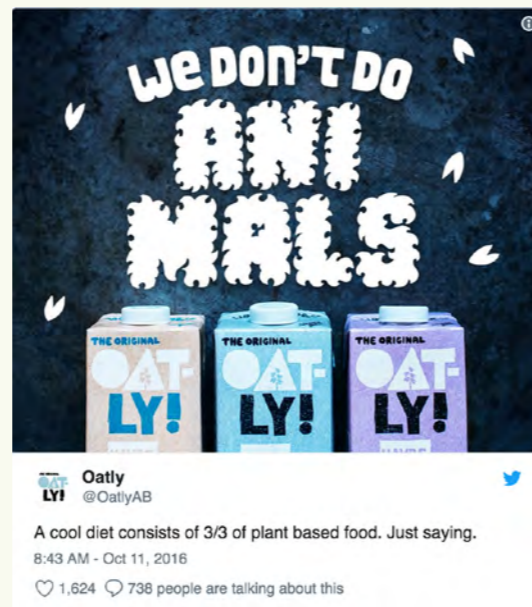 WE DON'T DO
ANI
MALS
THE ORIGINAL THE ORIGINAL THE ORIGINAL
OAT- OAT- OAT-
LY! LY! LY!
Oatly
@OatlyAB
OAT-
LY!
A cool diet consists of 3/3 of plant based food. Just saying.
8:43 AM - Oct 11, 2016
1,624 738 people are talking about this